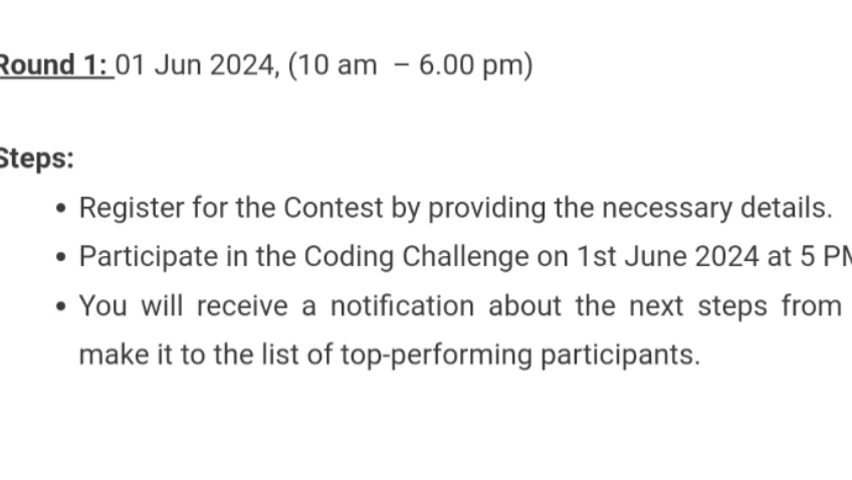 Round 1: 01 Jun 2024, (10 am – 6.00 pm)
Steps:
• Register for the Contest by providing the necessary details.
• Participate in the Coding Challenge on 1st June 2024 at 5 PM
• You will receive a notification about the next steps from
make it to the list of top-performing participants.